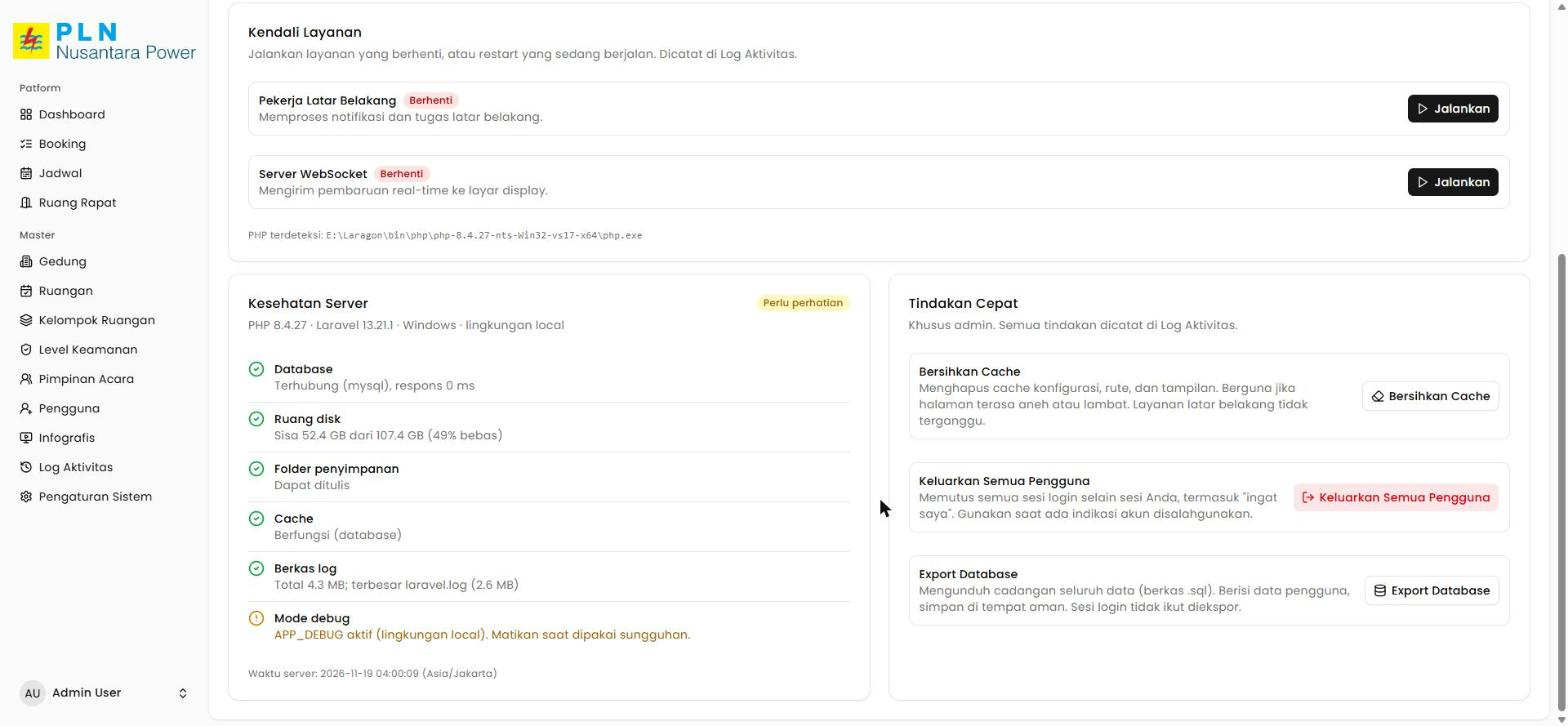 PLN
Nusantara Power
Patform
Dashboard
Booking
Jadwal
Ruang Rapat
Master
Gedung
Ruangan
Kelompok Ruangan
Level Keamanan
Pimpinan Acara
Pengguna
Infografis
Log Aktivitas
Pengaturan Sistem
AU Admin User
Kendali Layanan
Jalankan layanan yang berhenti, atau restart yang sedang berjalan. Dicatat di Log Aktivitas.
Pekerja Latar Belakang Berhenti
Memproses notifikasi dan tugas latar belakang.
Jalankan
Server WebSocket Berhenti
Mengirim pembaruan real-time ke layar display.
Jalankan
PHP terdeteksi: E:\Laragon\bin\php\php-8.4.27-nts-Win32-vs17-x64\php.exe
Kesehatan Server Perlu perhatian
PHP 8.4.27 · Laravel 13.21.1 · Windows · lingkungan local
Database
Terhubung (mysql), respons 0 ms
Ruang disk
Sisa 52.4 GB dari 107.4 GB (49% bebas)
Folder penyimpanan
Dapat ditulis
Cache
Berfungsi (database)
Berkas log
Total 4.3 MB; terbesar laravel.log (2.6 MB)
Mode debug
APP_DEBUG aktif (lingkungan local). Matikan saat dipakai sungguhan.
Waktu server: 2026-11-19 04:00:09 (Asia/Jakarta)
Tindakan Cepat
Khusus admin. Semua tindakan dicatat di Log Aktivitas.
Bersihkan Cache
Menghapus cache konfigurasi, rute, dan tampilan. Berguna jika
halaman terasa aneh atau lambat. Layanan latar belakang tidak
terganggu.
Bersihkan Cache
Keluarkan Semua Pengguna
Memutus semua sesi login selain sesi Anda, termasuk "ingat
saya". Gunakan saat ada indikasi akun disalahgunakan.
Keluarkan Semua Pengguna
Export Database
Mengunduh cadangan seluruh data (berkas .sql). Berisi data pengguna,
simpan di tempat aman. Sesi login tidak ikut diekspor.
Export Database